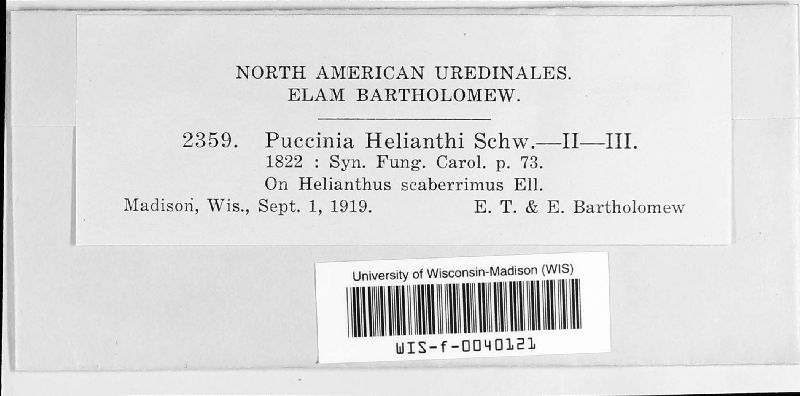 NORTH AMERICAN UREDINALES.
ELAM BARTHOLOMEW.
2359. Puccinia Helianthi Schw.—II—III.
1822 : Syn. Fung. Carol. p. 73.
On Helianthus scaberrimus Ell.
Madison, Wis., Sept. 1, 1919. E. T. & E. Bartholomew
University of Wisconsin-Madison (WIS)
WIS-f-0040121